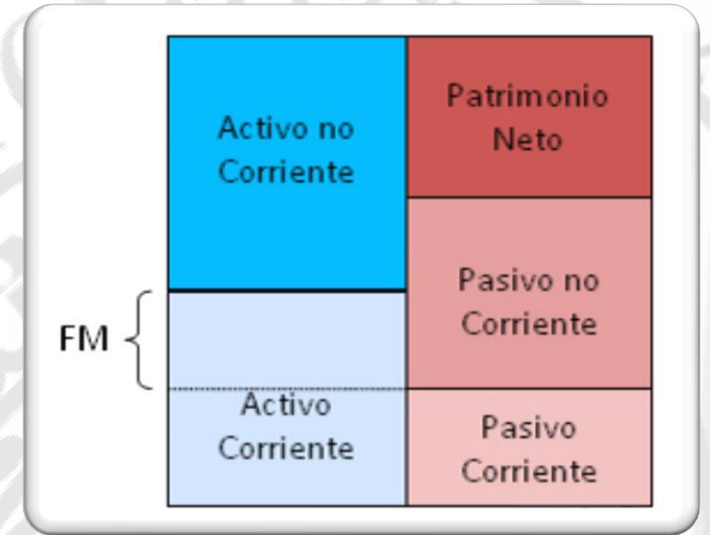 Activo no
Corriente
Patrimonio
Neto
Pasivo no
Corriente
FM
Activo
Corriente
Pasivo
Corriente